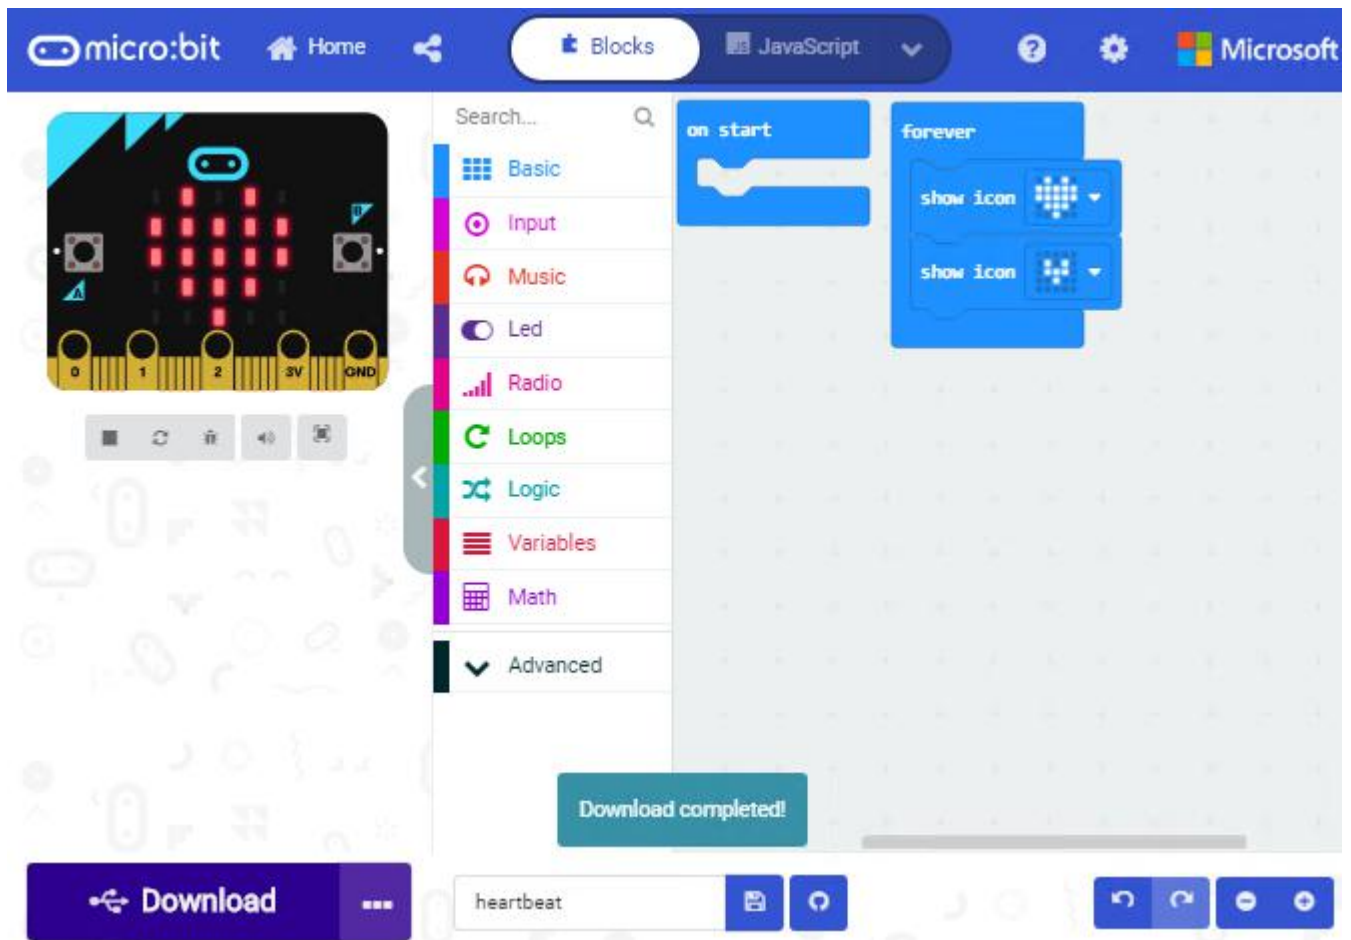 micro:bit Home Blocks JavaScript Microsoft
Search...
Basic
Input
Music
Led
Radio
Loops
Logic
Variables
Math
Advanced
on start
forever
show icon
show icon
A
B
0 1 2 3V GND
Download completed!
Download
heartbeat